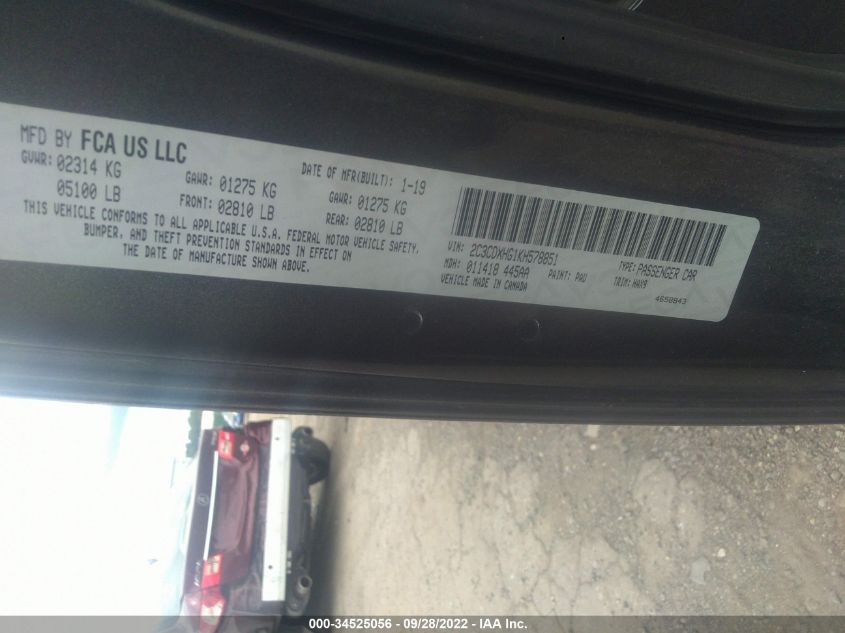 MFD BY FCA US LLC
GVWR: 02314 KG
05100 LB
GAWR: 01275 KG
FRONT: 02810 LB
DATE OF MFR(BUILT): 1-19
GAWR: 01275 KG
REAR: 02810 LB
THIS VEHICLE CONFORMS TO ALL APPLICABLE U.S.A. FEDERAL MOTOR VEHICLE SAFETY,
BUMPER, AND THEFT PREVENTION STANDARDS IN EFFECT ON
THE DATE OF MANUFACTURE SHOWN ABOVE.
VIN: 2C3CDXHG1KH578851
TYPE: PASSENGER CAR
MDH: 011418 445AA
PAINT: PAU
TRIM: HAX9
VEHICLE MADE IN CANADA
4658843
000-34525056 - 09/28/2022 - IAA Inc.